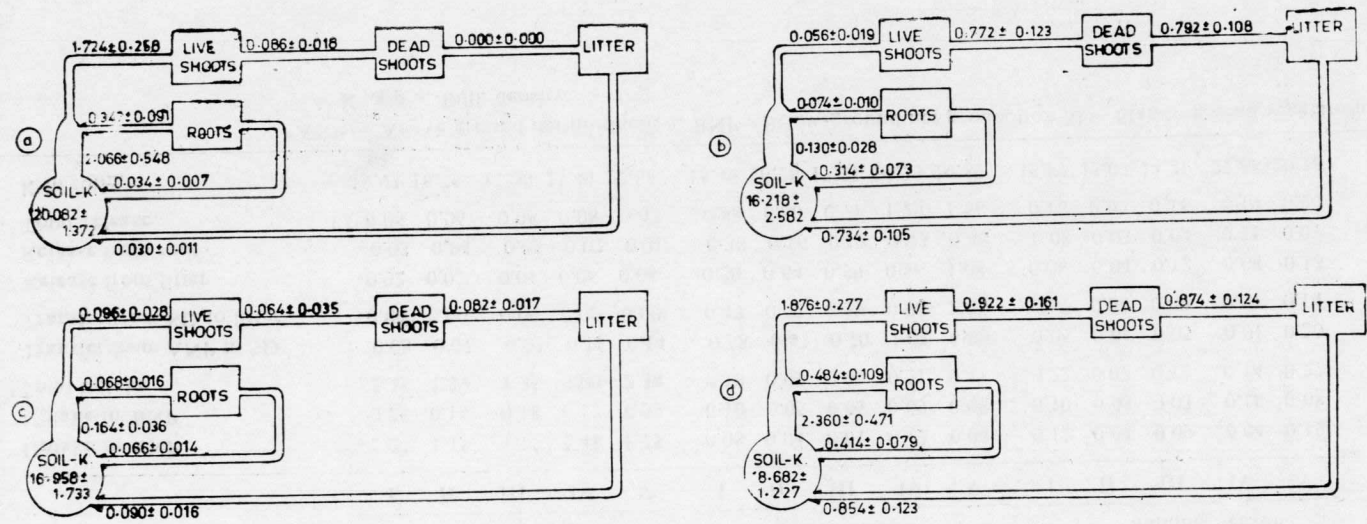 1·724±0·258
LIVE
SHOOTS
0·086±0·018
DEAD
SHOOTS
0·000±0·000
LITTER
0·347±0·091
ROOTS
a
2·066±0·548
0·034±0·007
SOIL-K
20·082±
1·372
0·030±0·011
0·056±0·019
LIVE
SHOOTS
0·772± 0·123
DEAD
SHOOTS
0·792±0·108
LITTER
0·074±0·010
ROOTS
b
0·130±0·028
0·314±0·073
SOIL-K
16·218±
2·582
0·734±0·105
0·096±0·028
LIVE
SHOOTS
0·064±0·035
DEAD
SHOOTS
0·082±0·017
LITTER
0·068±0·016
ROOTS
c
0·164±0·036
0·066±0·014
SOIL-K
16·958±
1·733
0·090±0·016
1·876±0·277
LIVE
SHOOTS
0·922± 0·161
DEAD
SHOOTS
0·874±0·124
LITTER
0·484±0·109
ROOTS
d
2·360±0·471
0·414±0·079
SOIL-K
1·227
0·854±0·123